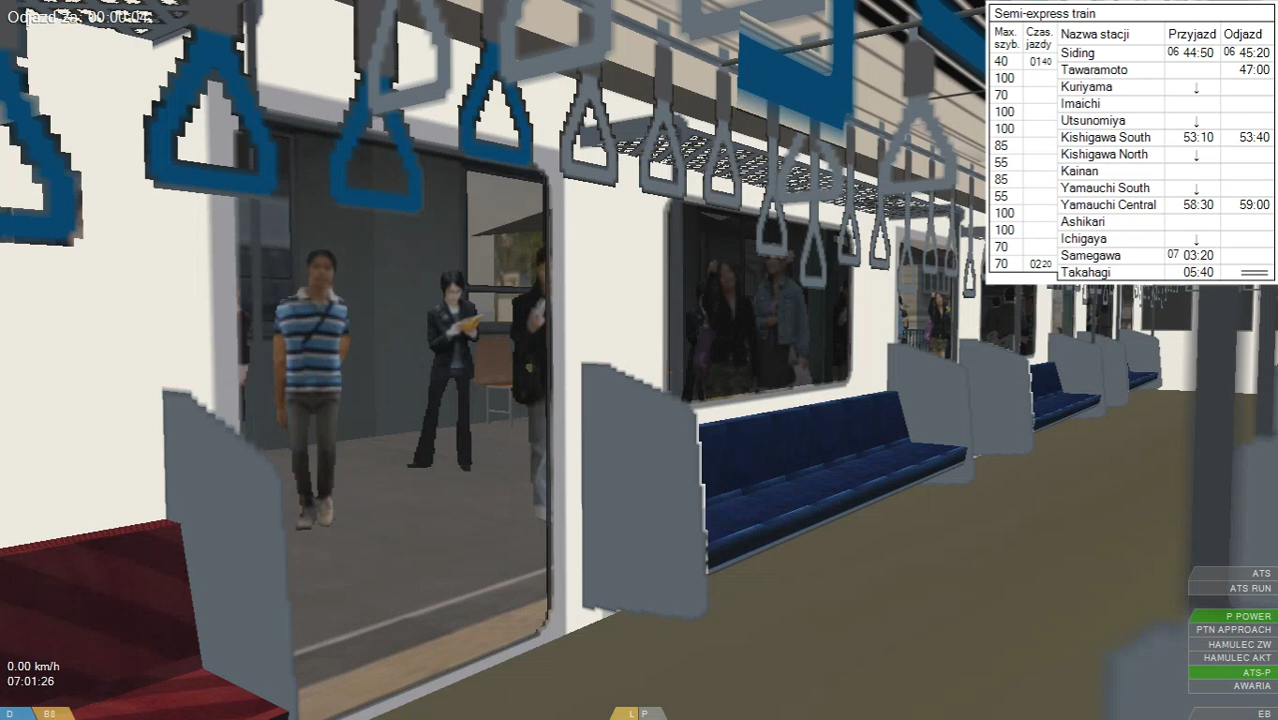 Odjazd za: 00:00:04.
Semi-express train
Max. szyb. Czas. jazdy Nazwa stacji Przyjazd Odjazd
40 01 40 Siding 06 44:50 06 45:20
100 Tawaramoto 47:00
70 Kuriyama ↓
100 Imaichi
100 Utsunomiya ↓
85 Kishigawa South 53:10 53:40
55 Kishigawa North ↓
85 Kainan
55 Yamauchi South ↓
100 Yamauchi Central 58:30 59:00
100 Ashikari
70 Ichigaya ↓
70 02 20 Samegawa 07 03:20
Takahagi 05:40
ATS
ATS RUN
P POWER
PTN APPROACH
HAMULEC ZW
HAMULEC AKT
ATS-P
AWARIA
0.00 km/h
07:01:26
D B8 L P EB